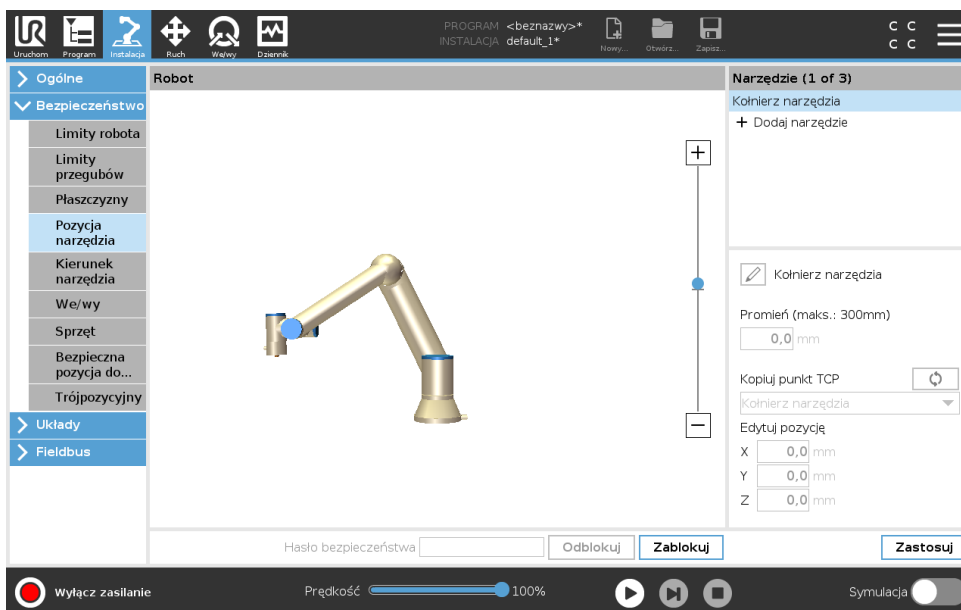 UR
PROGRAM <beznazwy>*
INSTALACJA default_1*
Uruchom Program Instalacja Ruch We/wy Dziennik Nowy... Otwórz... Zapisz...
C C
C C
Ogólne
Bezpieczeństwo
Limity robota
Limity
przegubów
Płaszczyzny
Pozycja
narzędzia
Kierunek
narzędzia
We/wy
Sprzęt
Bezpieczna
pozycja do...
Trójpozycyjny
Układy
Fieldbus
Robot
Narzędzie (1 of 3)
Kołnierz narzędzia
+ Dodaj narzędzie
Kołnierz narzędzia
Promień (maks.: 300mm)
0,0 mm
Kopiuj punkt TCP
Kołnierz narzędzia
Edytuj pozycję
X 0,0 mm
Y 0,0 mm
Z 0,0 mm
Hasło bezpieczeństwa Odblokuj Zablokuj Zastosuj
Wyłącz zasilanie Prędkość 100% Symulacja